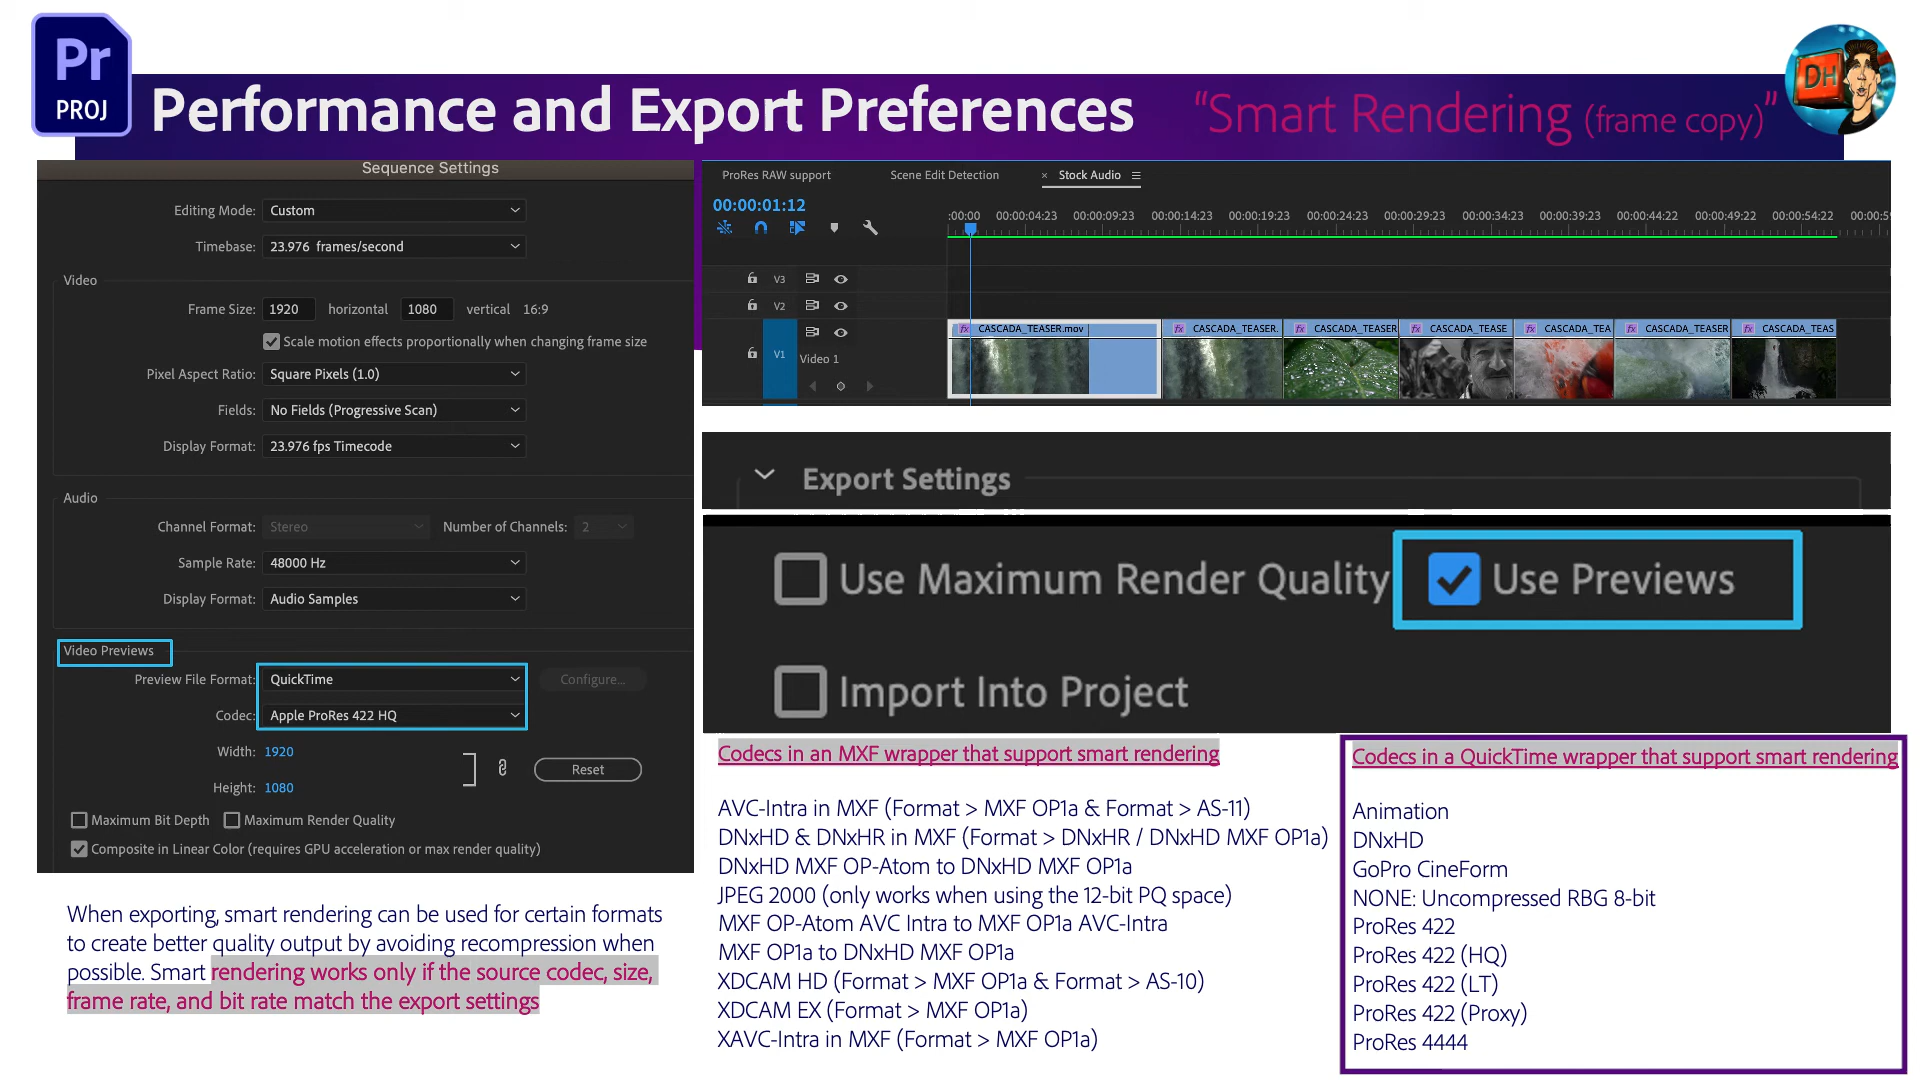 Pr
PROJ
Performance and Export Preferences
“Smart Rendering (frame copy)”
DH
Sequence Settings
Editing Mode: Custom
Timebase: 23.976 frames/second
Video
Frame Size: 1920 horizontal 1080 vertical 16:9
Scale motion effects proportionally when changing frame size
Pixel Aspect Ratio: Square Pixels (1.0)
Fields: No Fields (Progressive Scan)
Display Format: 23.976 fps Timecode
Audio
Channel Format: Stereo Number of Channels: 2
Sample Rate: 48000 Hz
Display Format: Audio Samples
Video Previews
Preview File Format: QuickTime Configure...
Codec: Apple ProRes 422 HQ
Width: 1920
Height: 1080
Reset
Maximum Bit Depth Maximum Render Quality
Composite in Linear Color (requires GPU acceleration or max render quality)
When exporting, smart rendering can be used for certain formats
to create better quality output by avoiding recompression when
possible. Smart rendering works only if the source codec, size,
frame rate, and bit rate match the export settings
ProRes RAW support Scene Edit Detection × Stock Audio
00:00:01:12
:00:00 00:00:04:23 00:00:09:23 00:00:14:23 00:00:19:23 00:00:24:23 00:00:29:23 00:00:34:23 00:00:39:23 00:00:44:22 00:00:49:22 00:00:54:22 00:00:5
V3
V2
V1
Video 1
fx CASCADA_TEASER.mov fx CASCADA_TEASER. fx CASCADA_TEASER fx CASCADA_TEASE fx CASCADA_TEA fx CASCADA_TEASER fx CASCADA_TEAS
Export Settings
Use Maximum Render Quality Use Previews
Import Into Project
Codecs in an MXF wrapper that support smart rendering
AVC-Intra in MXF (Format > MXF OP1a & Format > AS-11)
DNxHD & DNxHR in MXF (Format > DNxHR / DNxHD MXF OP1a)
DNxHD MXF OP-Atom to DNxHD MXF OP1a
JPEG 2000 (only works when using the 12-bit PQ space)
MXF OP-Atom AVC Intra to MXF OP1a AVC-Intra
MXF OP1a to DNxHD MXF OP1a
XDCAM HD (Format > MXF OP1a & Format > AS-10)
XDCAM EX (Format > MXF OP1a)
XAVC-Intra in MXF (Format > MXF OP1a)
Codecs in a QuickTime wrapper that support smart rendering
Animation
DNxHD
GoPro CineForm
NONE: Uncompressed RBG 8-bit
ProRes 422
ProRes 422 (HQ)
ProRes 422 (LT)
ProRes 422 (Proxy)
ProRes 4444